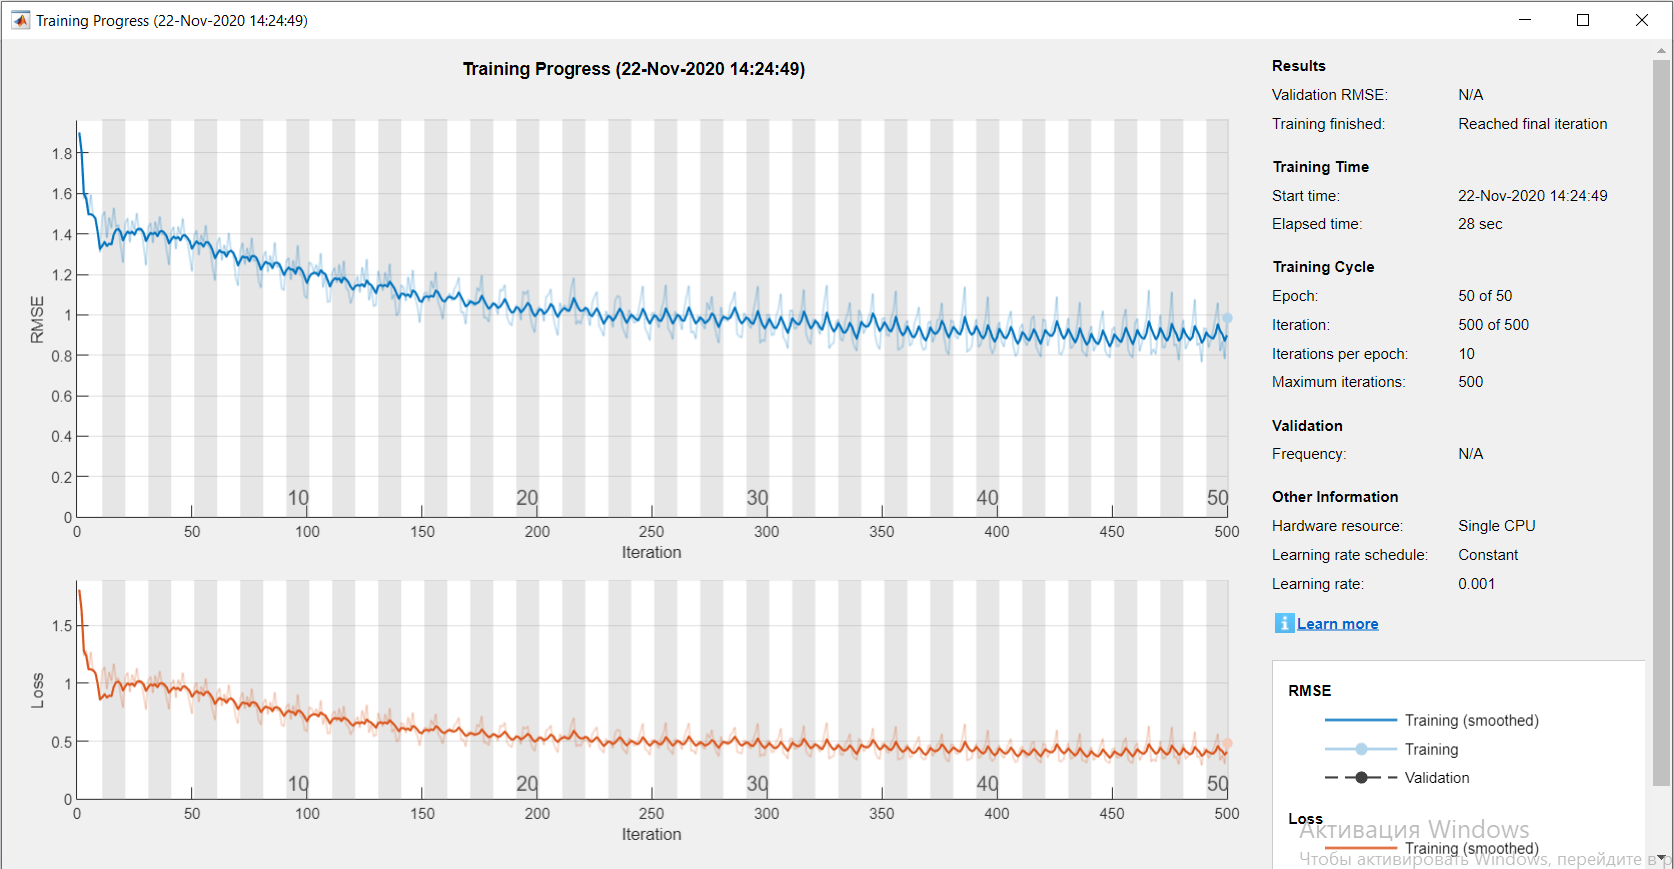 Training Progress (22-Nov-2020 14:24:49)
Training Progress (22-Nov-2020 14:24:49)
1.8
1.6
1.4
1.2
1
0.8
0.6
0.4
0.2
0
RMSE
10 20 30 40 50
0 50 100 150 200 250 300 350 400 450 500
Iteration
1.5
1
0.5
0
Loss
10 20 30 40 50
0 50 100 150 200 250 300 350 400 450 500
Iteration
Results
Validation RMSE: N/A
Training finished: Reached final iteration
Training Time
Start time: 22-Nov-2020 14:24:49
Elapsed time: 28 sec
Training Cycle
Epoch: 50 of 50
Iteration: 500 of 500
Iterations per epoch: 10
Maximum iterations: 500
Validation
Frequency: N/A
Other Information
Hardware resource: Single CPU
Learning rate schedule: Constant
Learning rate: 0.001
Learn more
RMSE
Training (smoothed)
Training
Validation
Loss
Активация Windows
Training (smoothed)
Чтобы активировать Windows, перейдите в